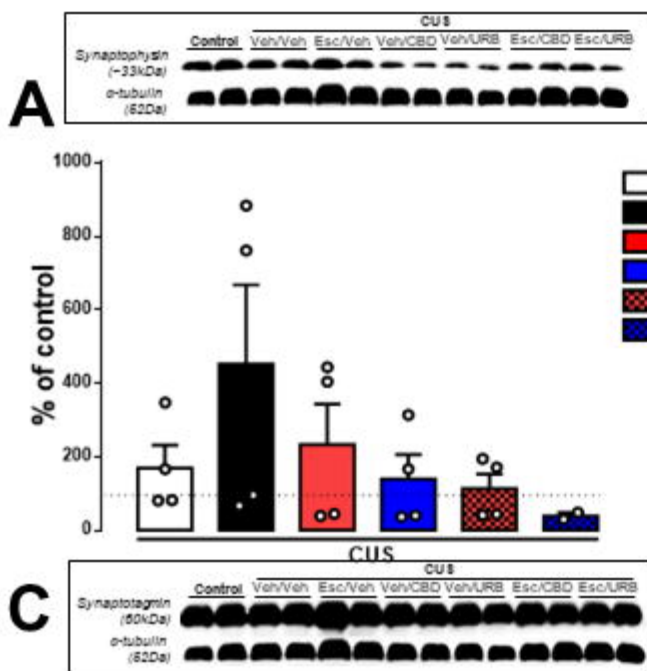 CUS
Control Veh/Veh Esc/Veh Veh/CBD Veh/URB Esc/CBD Esc/URB
Synaptophysin
(~33kDa)
α-tubulin
(52Da)
A
1000
800
600
400
200
0
% of control
CUS
C
CUS
Control Veh/Veh Esc/Veh Veh/CBD Veh/URB Esc/CBD Esc/URB
Synaptotagmin
(60kDa)
α-tubulin
(52Da)